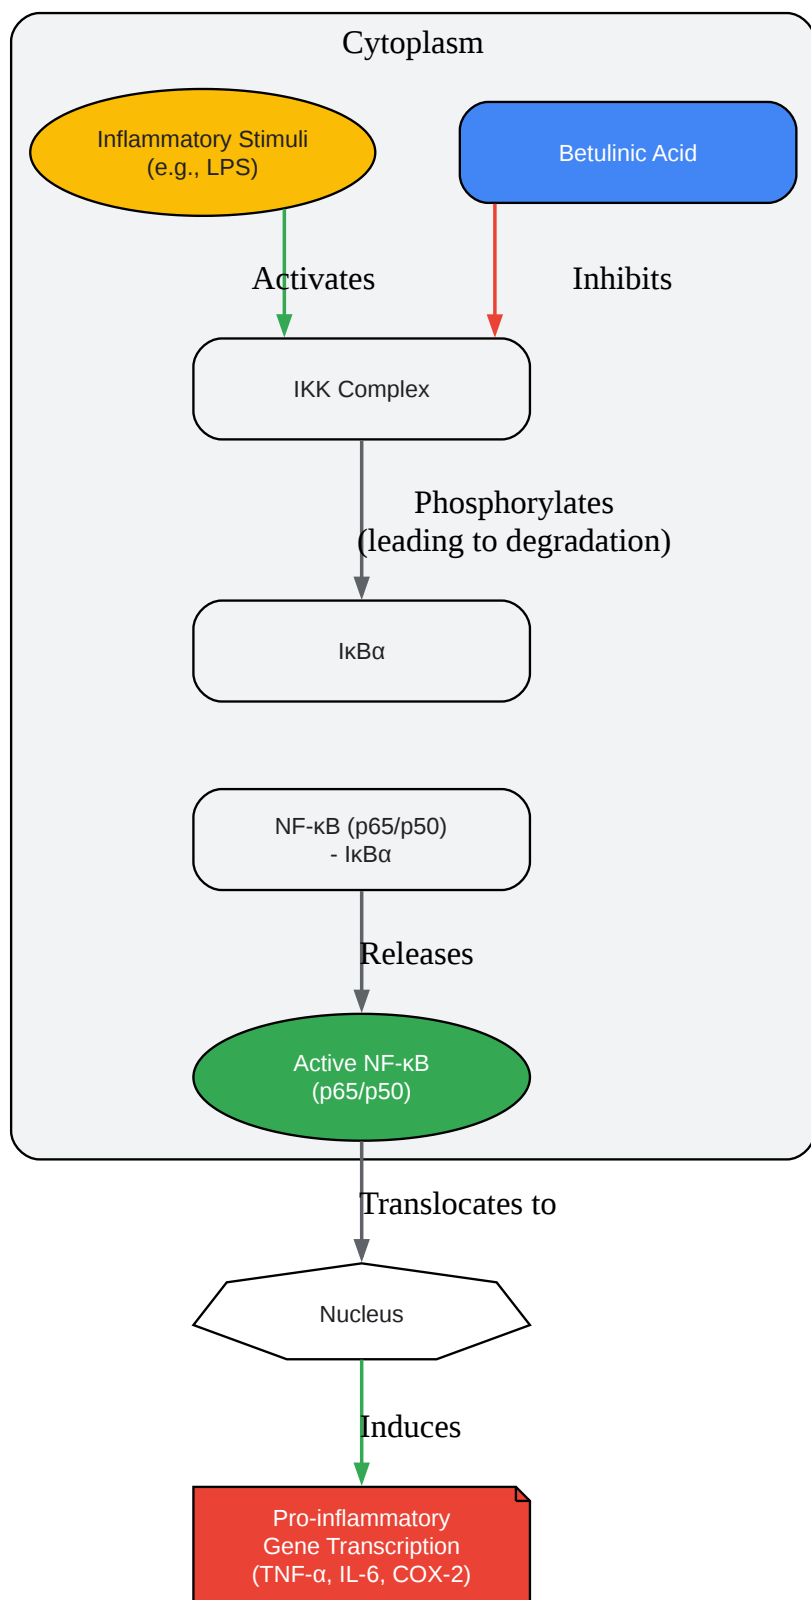 Cytoplasm
Inflammatory Stimuli
(e.g., LPS)
Betulinic Acid
Activates
Inhibits
IKK Complex
Phosphorylates
(leading to degradation)
IκBα
NF-κB (p65/p50)
- IκBα
Releases
Active NF-κB
(p65/p50)
Translocates to
Nucleus
Induces
Pro-inflammatory
Gene Transcription
(TNF-α, IL-6, COX-2)